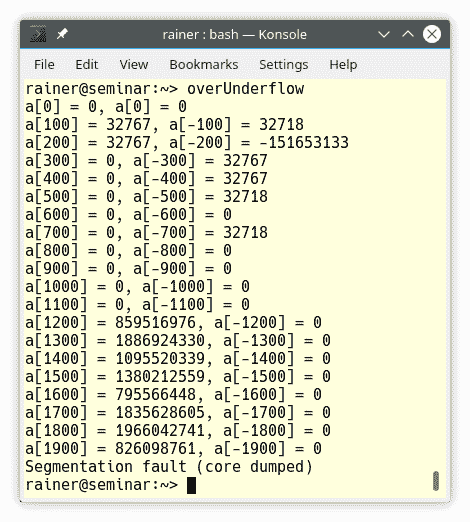 rainer : bash — Konsole
File Edit View Bookmarks Settings Help
rainer@seminar:~> overUnderflow
a[0] = 0, a[0] = 0
a[100] = 32767, a[-100] = 32718
a[200] = 32767, a[-200] = -151653133
a[300] = 0, a[-300] = 32767
a[400] = 0, a[-400] = 32767
a[500] = 0, a[-500] = 32718
a[600] = 0, a[-600] = 0
a[700] = 0, a[-700] = 32718
a[800] = 0, a[-800] = 0
a[900] = 0, a[-900] = 0
a[1000] = 0, a[-1000] = 0
a[1100] = 0, a[-1100] = 0
a[1200] = 859516976, a[-1200] = 0
a[1300] = 1886924330, a[-1300] = 0
a[1400] = 1095520339, a[-1400] = 0
a[1500] = 1380212559, a[-1500] = 0
a[1600] = 795566448, a[-1600] = 0
a[1700] = 1835628605, a[-1700] = 0
a[1800] = 1966042741, a[-1800] = 0
a[1900] = 826098761, a[-1900] = 0
Segmentation fault (core dumped)
rainer@seminar:~>